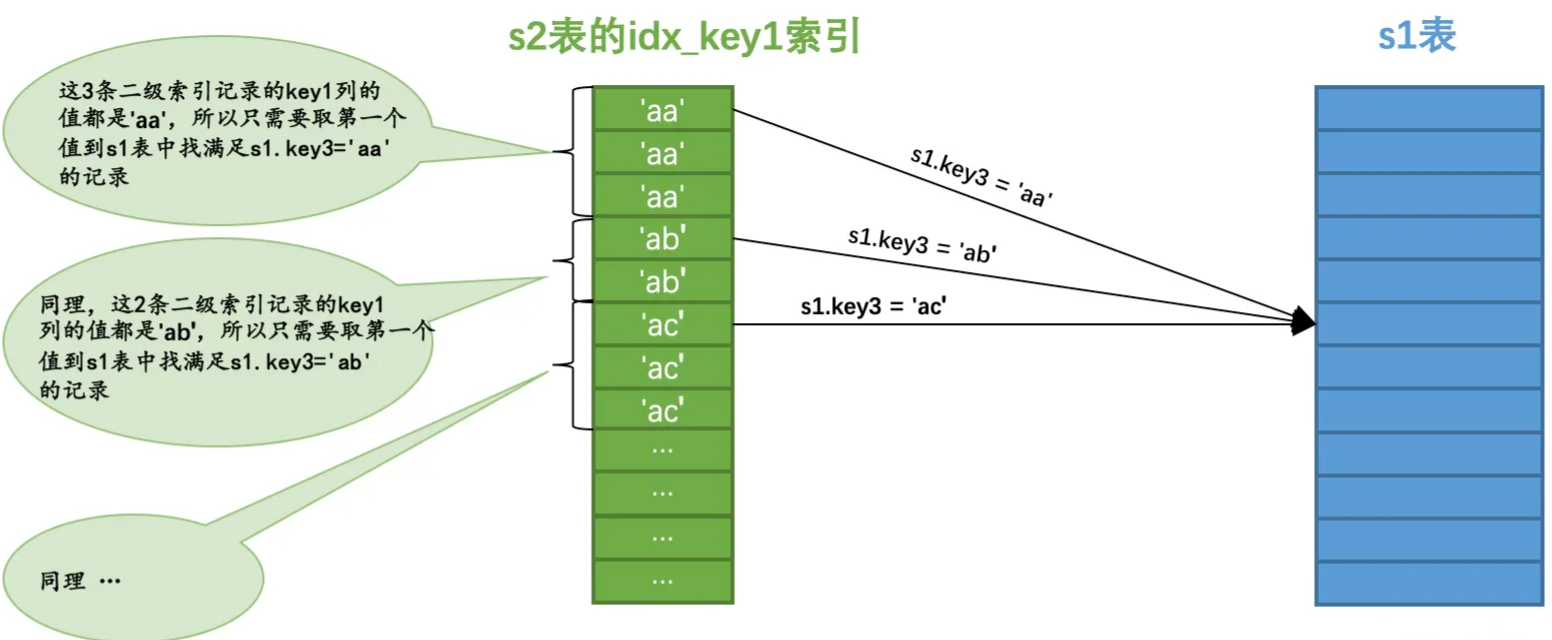 s2表的idx_key1索引
s1表
这3条二级索引记录的key1列的
值都是'aa'，所以只需要取第一个
值到s1表中找满足s1.key3='aa'
的记录
同理，这2条二级索引记录的key1
列的值都是'ab'，所以只需要取第一个
值到s1表中找满足s1.key3='ab'
的记录
同理 …
'aa'
'aa'
'aa'
'ab'
'ab'
'ac'
'ac'
'ac'
…
…
…
…
s1.key3 = 'aa'
s1.key3 = 'ab'
s1.key3 = 'ac'